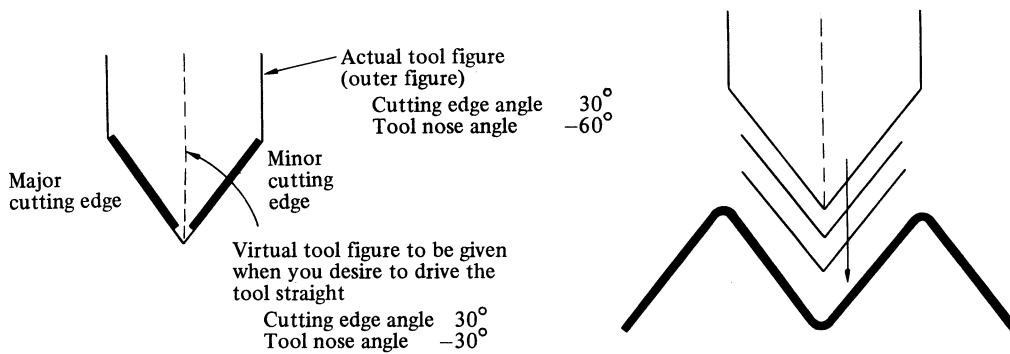 Actual tool figure
(outer figure)
Cutting edge angle 30°
Tool nose angle −60°
Major
cutting edge
Minor
cutting
edge
Virtual tool figure to be given
when you desire to drive the
tool straight
Cutting edge angle 30°
Tool nose angle −30°